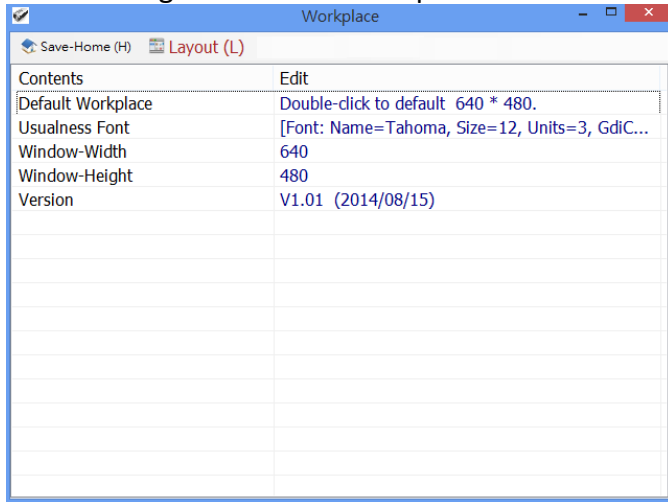 Workplace
Save-Home (H) Layout (L)
Contents Edit
Default Workplace Double-click to default 640 * 480.
Usualness Font [Font: Name=Tahoma, Size=12, Units=3, GdiC...
Window-Width 640
Window-Height 480
Version V1.01 (2014/08/15)